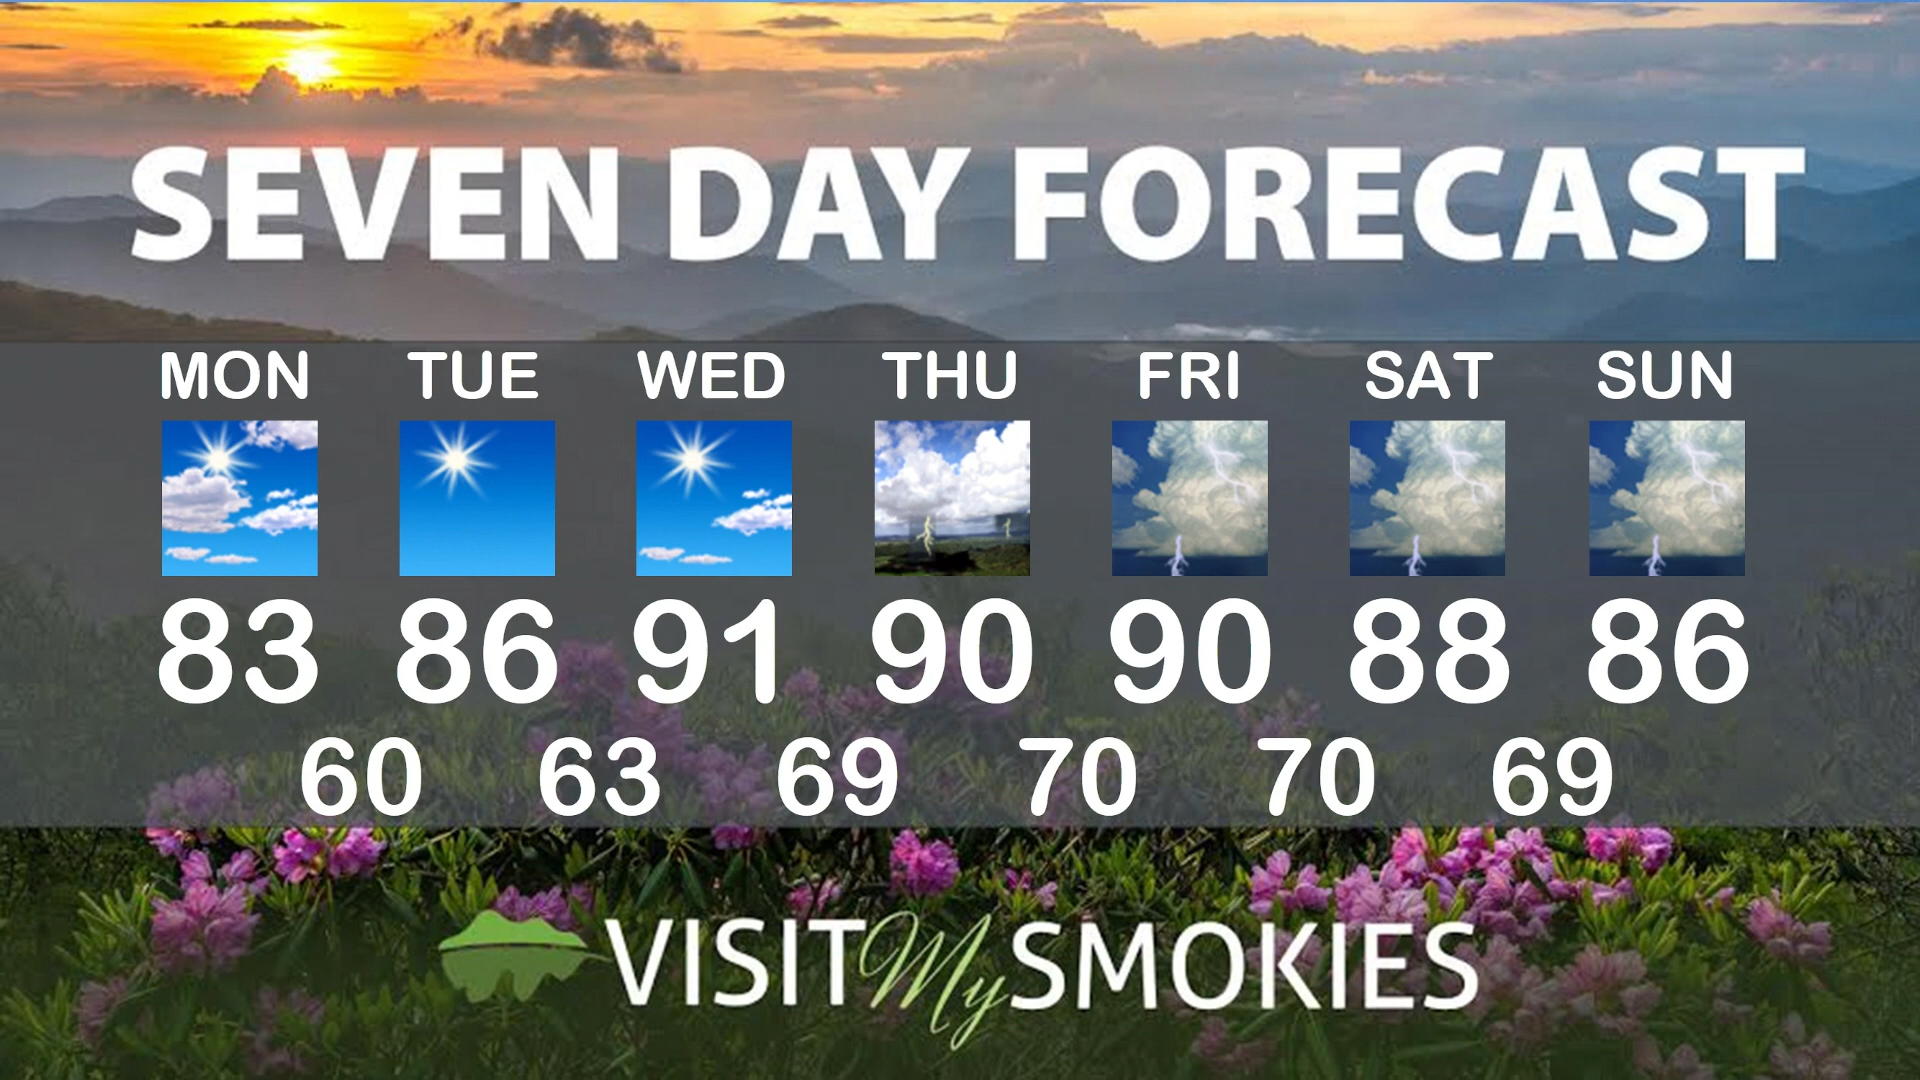 SEVEN DAY FORECAST
MON TUE WED THU FRI SAT SUN
83 86 91 90 90 88 86
60 63 69 70 70 69
VISIT My SMOKIES